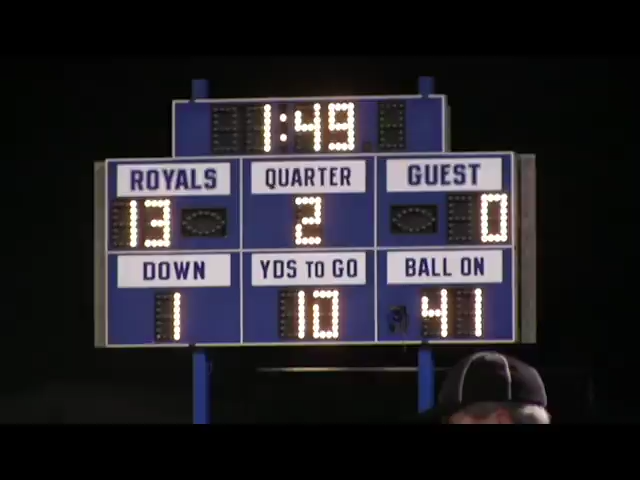 1:49
ROYALS QUARTER GUEST
13 2 0
DOWN YDS TO GO BALL ON
1 10 41